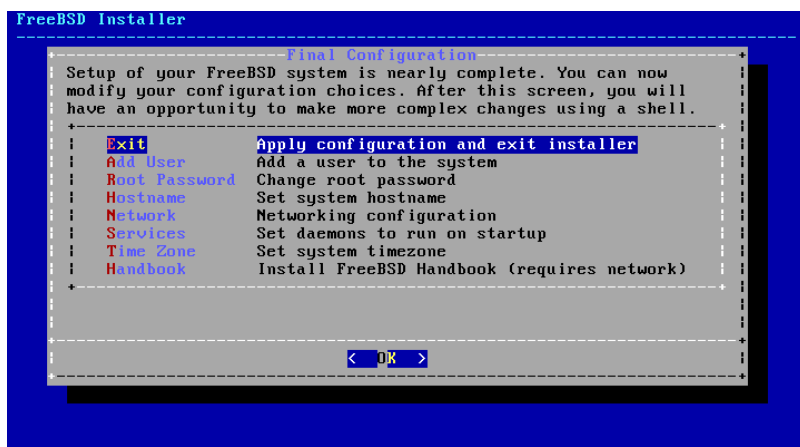 FreeBSD Installer
Final Configuration
Setup of your FreeBSD system is nearly complete. You can now
modify your configuration choices. After this screen, you will
have an opportunity to make more complex changes using a shell.
Exit Apply configuration and exit installer
Add User Add a user to the system
Root Password Change root password
Hostname Set system hostname
Network Networking configuration
Services Set daemons to run on startup
Time Zone Set system timezone
Handbook Install FreeBSD Handbook (requires network)
< OK >